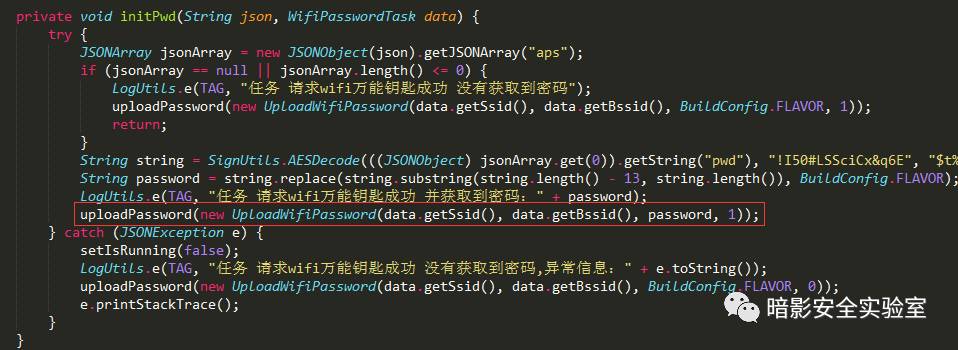 private void initPwd(String json, WifiPasswordTask data) {
try {
JSONArray jsonArray = new JSONObject(json).getJSONArray("aps");
if (jsonArray == null || jsonArray.length() <= 0) {
LogUtils.e(TAG, "任务 请求wifi万能钥匙成功 没有获取到密码");
uploadPassword(new UpLoadWifiPassword(data.getSsid(), data.getBssid(), BuildConfig.FLAVOR, 1));
return;
}
String string = SignUtils.AESDecode(((JSONObject) jsonArray.get(0)).getString("pwd"), "!I50#LSSciCx&q6E", "$t%
String password = string.replace(string.substring(string.length() - 13, string.length()), BuildConfig.FLAVOR);
LogUtils.e(TAG, "任务 请求wifi万能钥匙成功 并获取到密码：" + password);
uploadPassword(new UpLoadWifiPassword(data.getSsid(), data.getBssid(), password, 1));
} catch (JSONException e) {
setIsRunning(false);
LogUtils.e(TAG, "任务 请求wifi万能钥匙成功 没有获取到密码,异常信息：" + e.toString());
uploadPassword(new UpLoadWifiPassword(data.getSsid(), data.getBssid(), BuildConfig.FLAVOR, 0));
e.printStackTrace();
}
}
暗影安全实验室